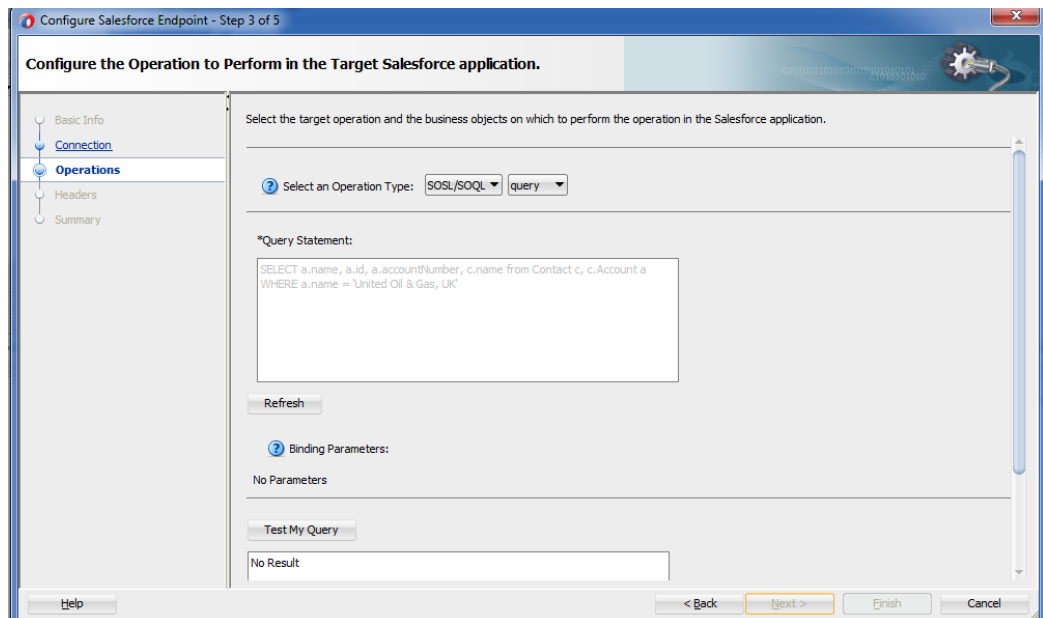 Configure Salesforce Endpoint - Step 3 of 5
x
Configure the Operation to Perform in the Target Salesforce application.
Basic Info
Connection
Operations
Headers
Summary
Select the target operation and the business objects on which to perform the operation in the Salesforce application.
? Select an Operation Type: SOSL/SOQL query
*Query Statement:
SELECT a.name, a.id, a.accountNumber, c.name from Contact c, c.Account a
WHERE a.name = 'United Oil & Gas, UK'
Refresh
? Binding Parameters:
No Parameters
Test My Query
No Result
Help
< Back
Next >
Finish
Cancel